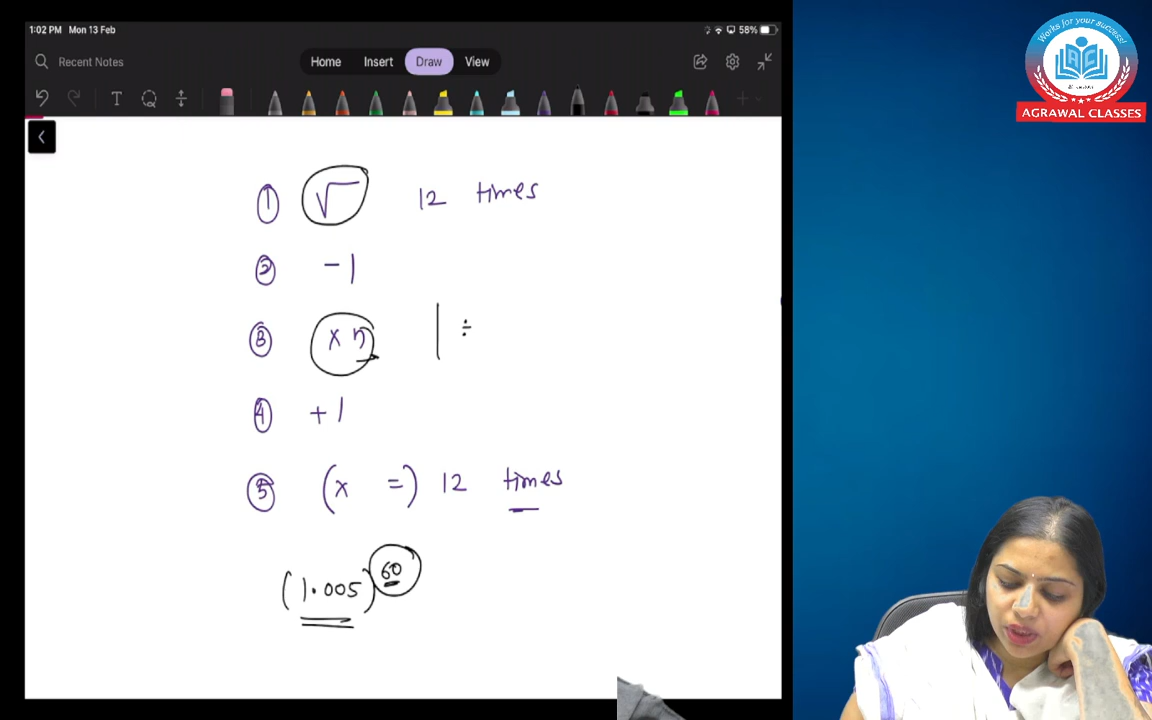 1:02 PM Mon 13 Feb
58%
Recent Notes
Home Insert Draw View
① √ 12 times
② - 1
③ × n | ÷
④ + 1
⑤ (x =) 12 times
(1.005)^60
Works for your success!
AC
AGRAWAL CLASSES